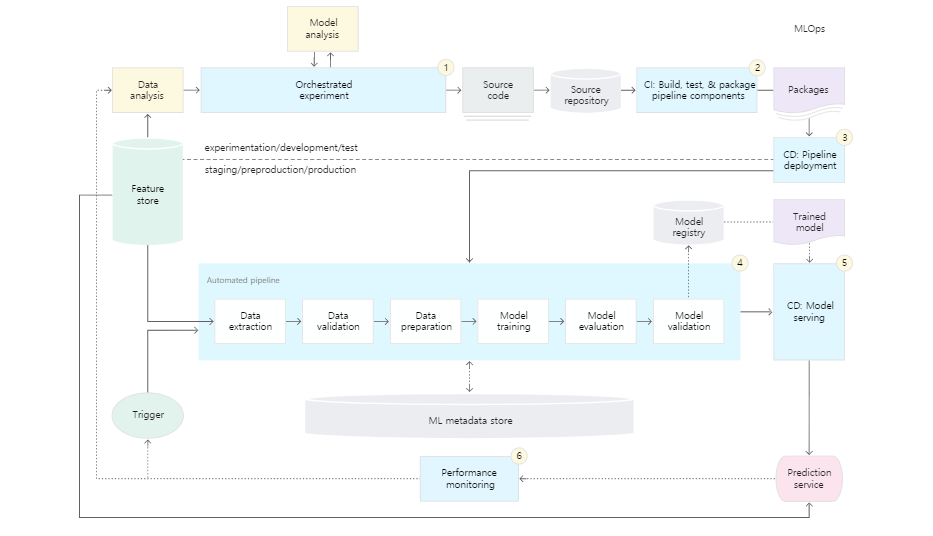 MLOps
Model
analysis
1
2
Data
analysis
Orchestrated
experiment
Source
code
Source
repository
CI: Build, test, & package
pipeline components
Packages
3
experimentation/development/test
staging/preproduction/production
CD: Pipeline
deployment
Feature
store
Model
registry
Trained
model
4
5
Automated pipeline
Data
extraction
Data
validation
Data
preparation
Model
training
Model
evaluation
Model
validation
CD: Model
serving
Trigger
ML metadata store
6
Performance
monitoring
Prediction
service